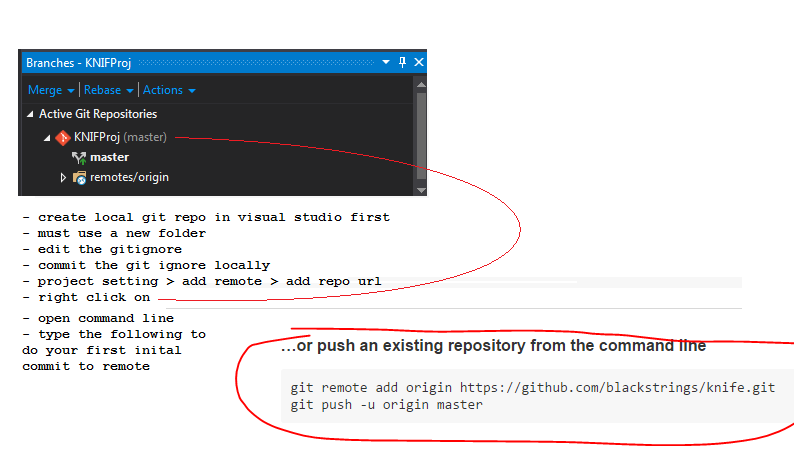 Branches - KNIFProj
Merge Rebase Actions
Active Git Repositories
KNIFProj (master)
master
remotes/origin
- create local git repo in visual studio first
- must use a new folder
- edit the gitignore
- commit the git ignore locally
- project setting > add remote > add repo url
- right click on
- open command line
- type the following to
do your first inital
commit to remote
…or push an existing repository from the command line
git remote add origin https://github.com/blackstrings/knife.git
git push -u origin master